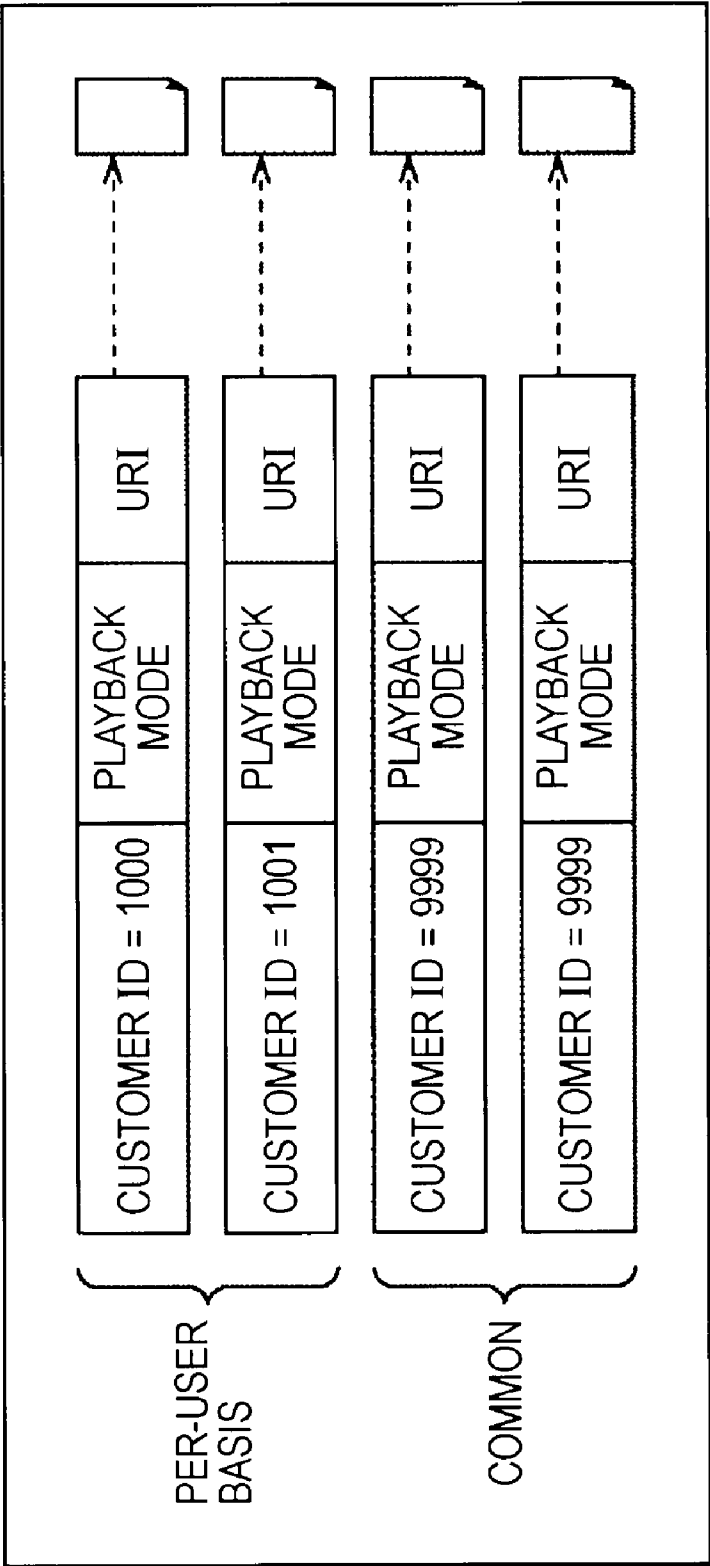 PER-USER
BASIS
CUSTOMER ID = 1000
PLAYBACK
MODE
URI
CUSTOMER ID = 1001
PLAYBACK
MODE
URI
COMMON
CUSTOMER ID = 9999
PLAYBACK
MODE
URI
CUSTOMER ID = 9999
PLAYBACK
MODE
URI